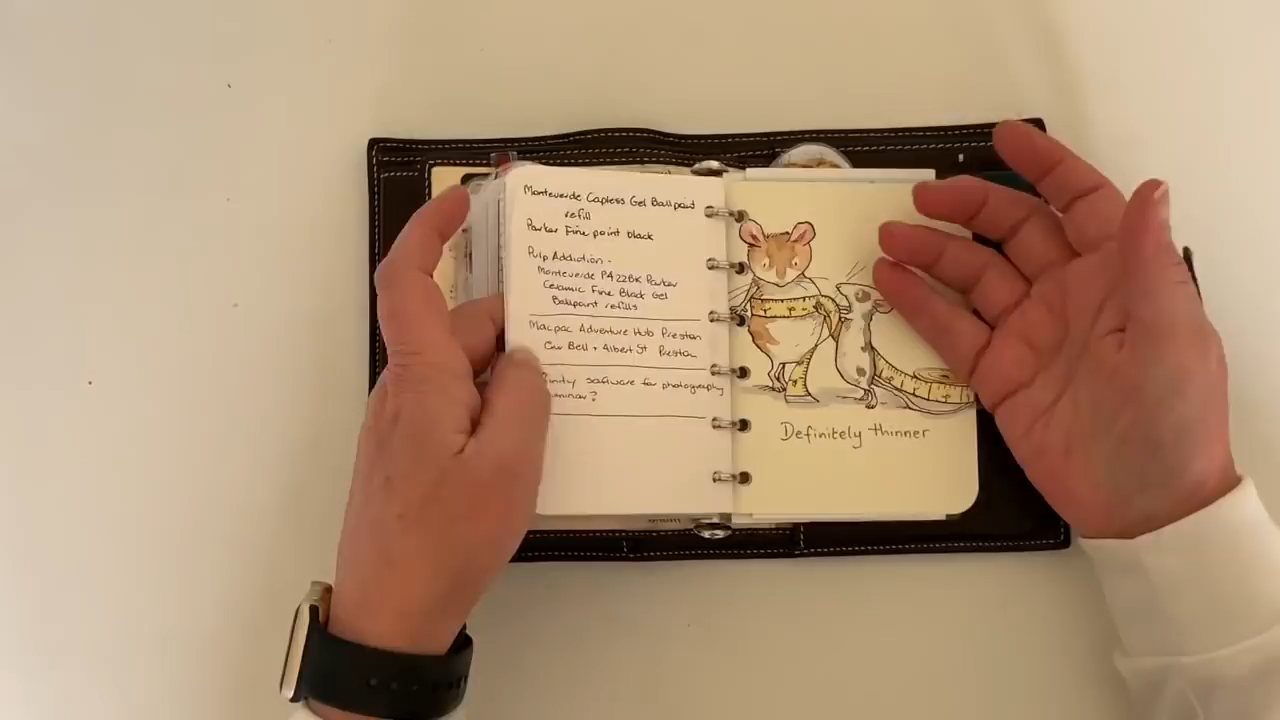 Monteverde Capless Gel Ballpoint
refill
Parker Fine point black
Pulp Addiction -
Monteverde P422BK Parker
Ceramic Fine Black Gel
Ballpoint refills
Macpac Adventure Hub Preston
Cnr Bell + Albert St Preston
software for photography
Definitely thinner